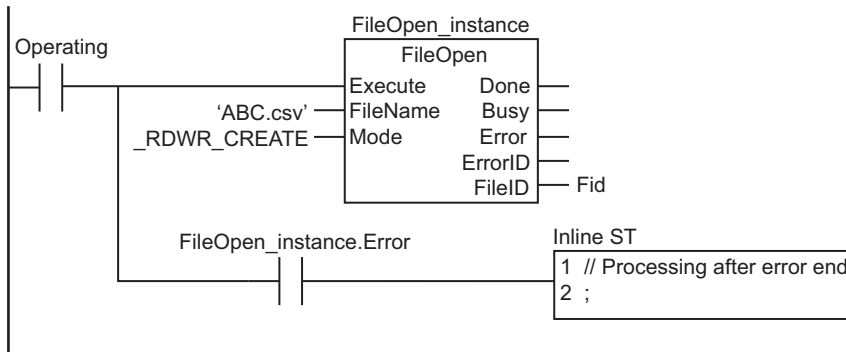 FileOpen_instance
Operating
FileOpen
Execute Done
‘ABC.csv’ FileName Busy
_RDWR_CREATE Mode Error
ErrorID
FileID Fid
FileOpen_instance.Error
Inline ST
1 // Processing after error end
2 ;